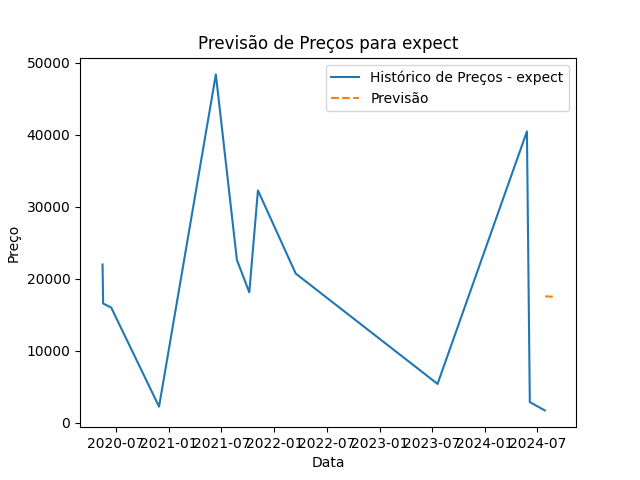 Previsão de Preços para expect
Histórico de Preços - expect
Previsão
Preço
50000
40000
30000
20000
10000
0
2020-07 2021-01 2021-07 2022-01 2022-07 2023-01 2023-07 2024-01 2024-07
Data